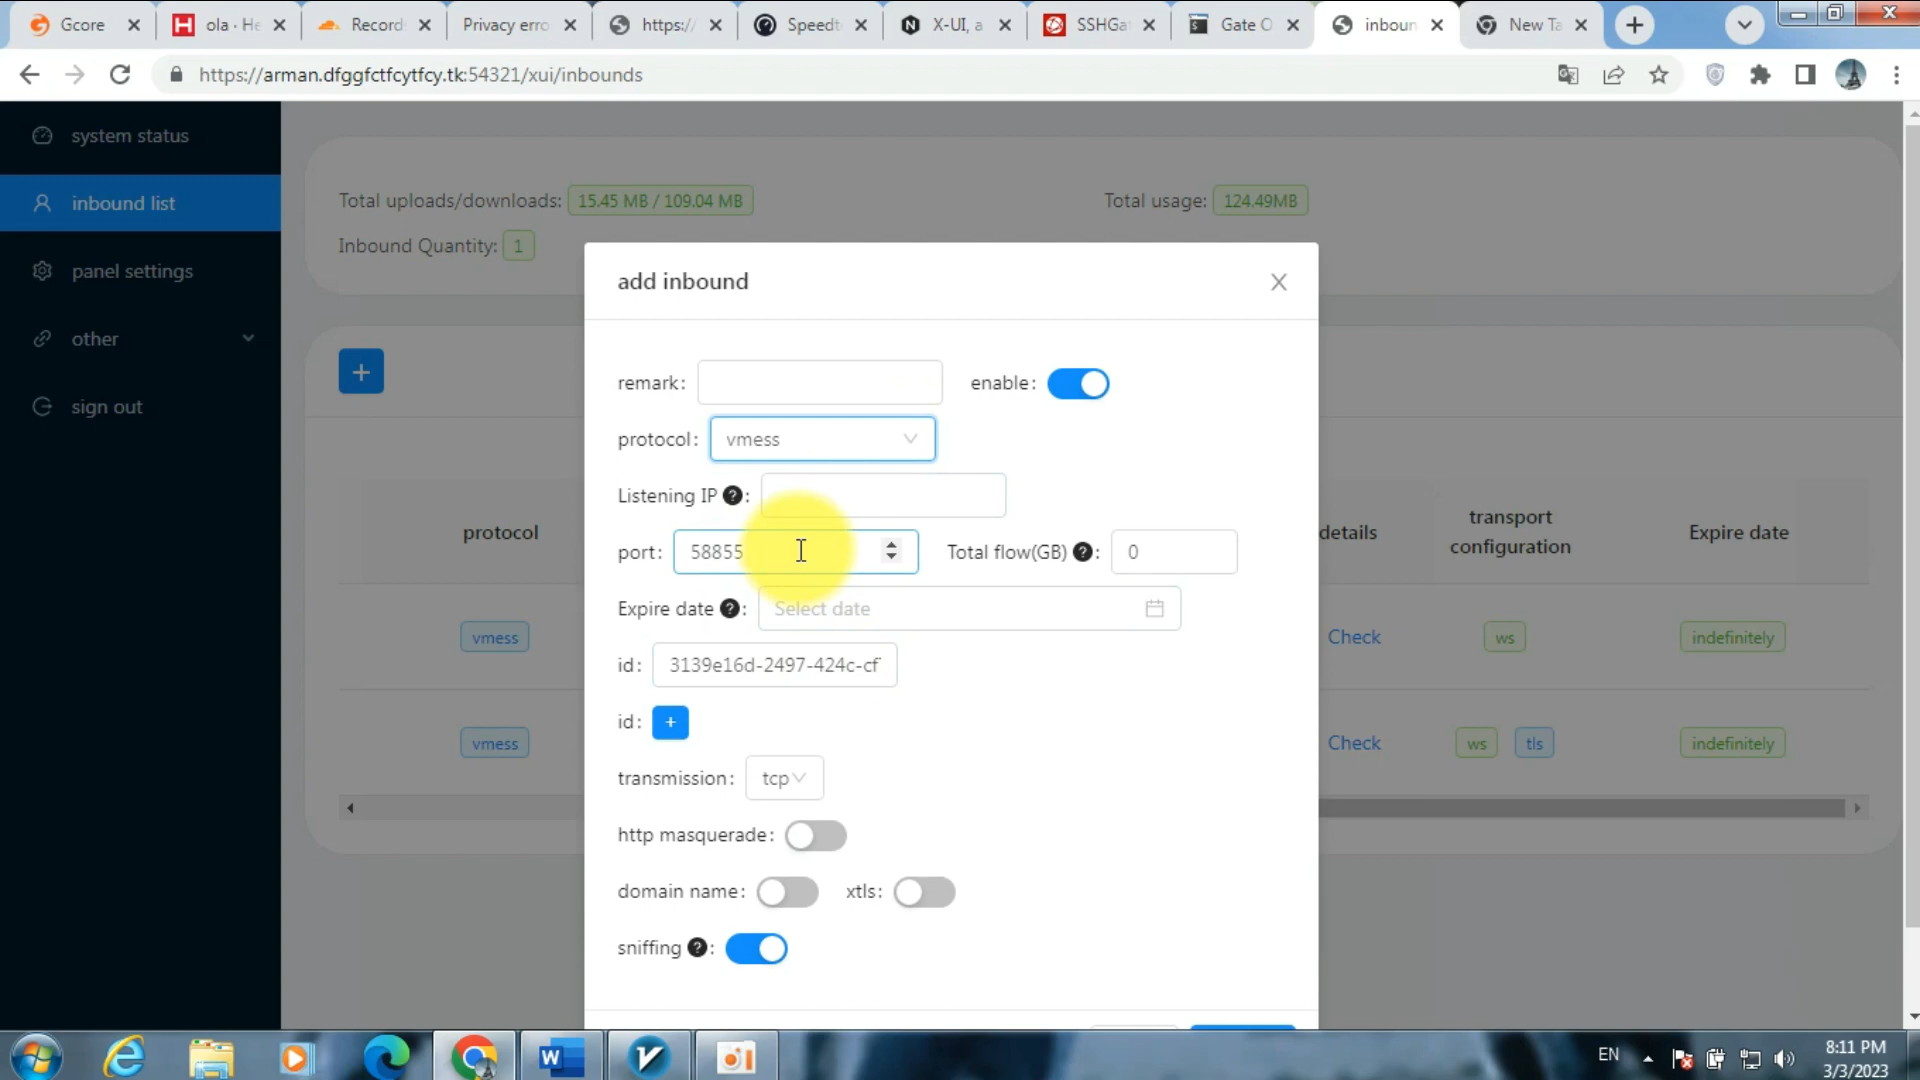 Gcore
ola · He
Record
Privacy erro
https://
Speedt
X-UI, a
SSHGat
Gate O
inboun
New Ta
https://arman.dfggfctfcytfcy.tk:54321/xui/inbounds
system status
inbound list
panel settings
other
sign out
Total uploads/downloads: 15.45 MB / 109.04 MB
Total usage: 124.49MB
Inbound Quantity: 1
add inbound
remark:
enable:
protocol: vmess
Listening IP ? :
port: 58855
Total flow(GB) ? : 0
Expire date ? : Select date
id: 3139e16d-2497-424c-cf
id: +
transmission: tcp
http masquerade:
domain name:
xtls:
sniffing ? :
protocol
details
transport
configuration
Expire date
vmess
Check
ws
indefinitely
vmess
Check
ws
tls
indefinitely
EN
8:11 PM
3/3/2023